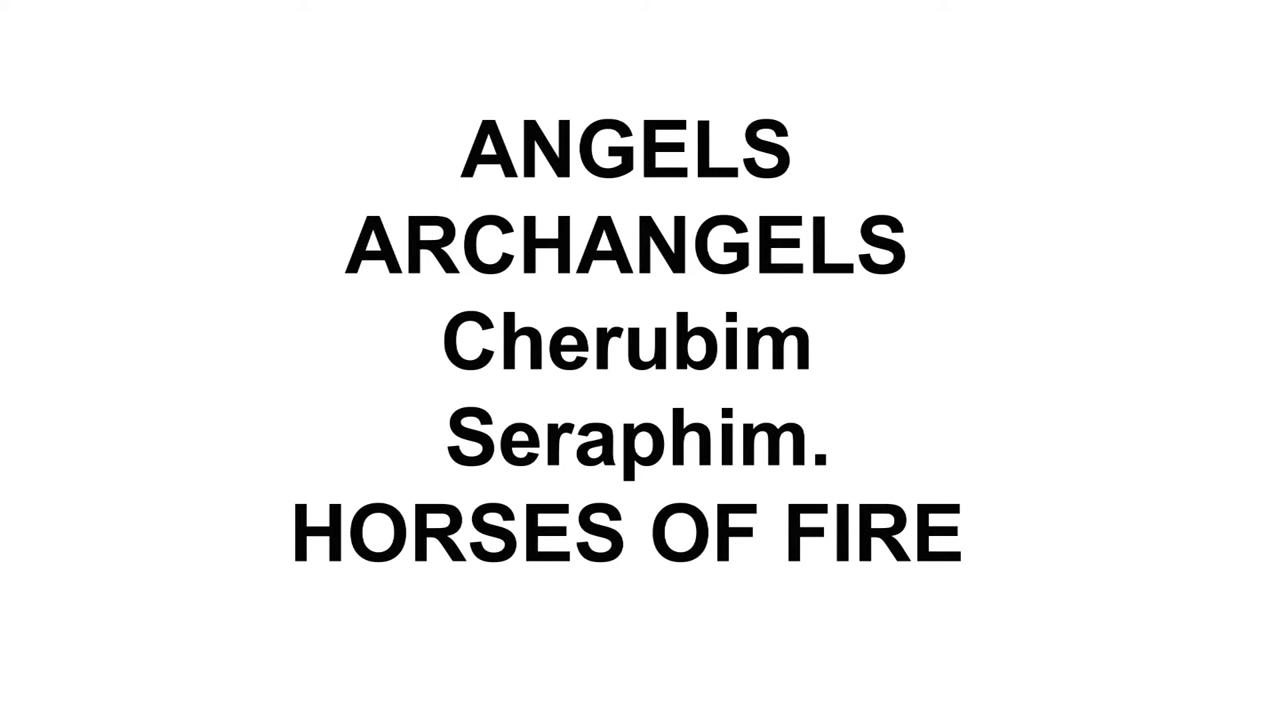 ANGELS
ARCHANGELS
Cherubim
Seraphim.
HORSES OF FIRE